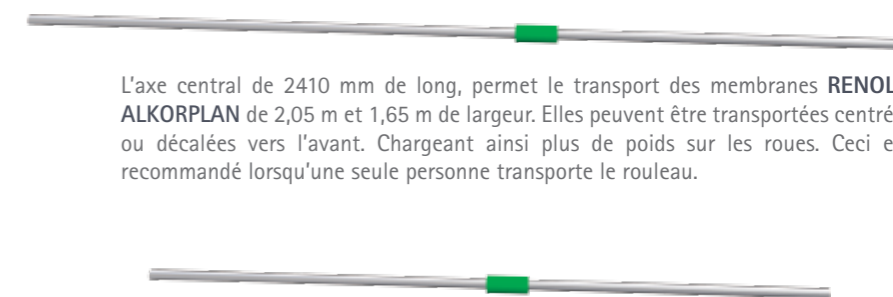 L'axe central de 2410 mm de long, permet le transport des membranes RENOL
ALKORPLAN de 2,05 m et 1,65 m de largeur. Elles peuvent être transportées centré
ou décalées vers l'avant. Chargeant ainsi plus de poids sur les roues. Ceci e
recommandé lorsqu'une seule personne transporte le rouleau.